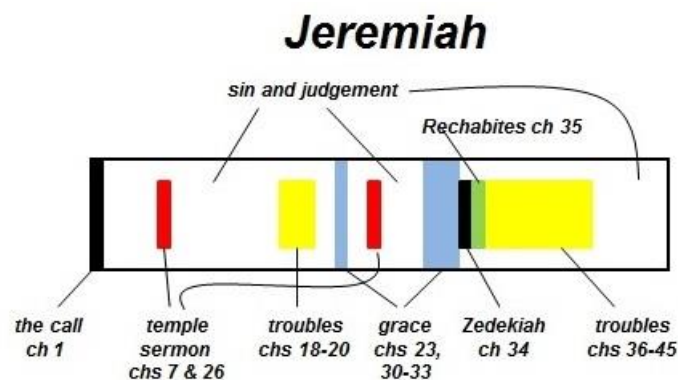 Jeremiah
sin and judgement
Rechabites ch 35
the call
ch 1
temple
sermon
chs 7 & 26
troubles
chs 18-20
grace
chs 23,
30-33
Zedekiah
ch 34
troubles
chs 36-45